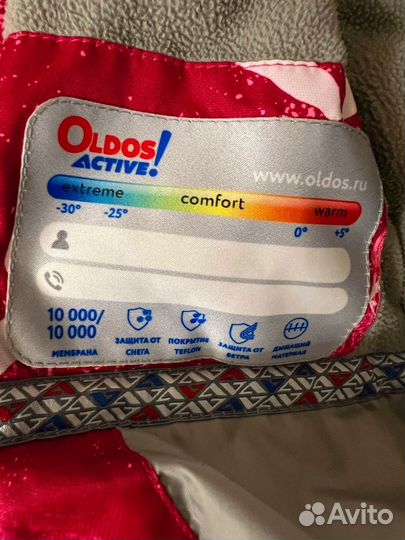 OLDOS
ACTIVE!
www.oldos.ru
extreme comfort warm
-30° -25° 0° +5°
10 000/
10 000
МЕМБРАНА
ЗАЩИТА ОТ
СНЕГА
ПОКРЫТИЕ
TEFLON
ЗАЩИТА ОТ
ВЕТРА
ДЫШАЩИЙ
МАТЕРИАЛ
Avito